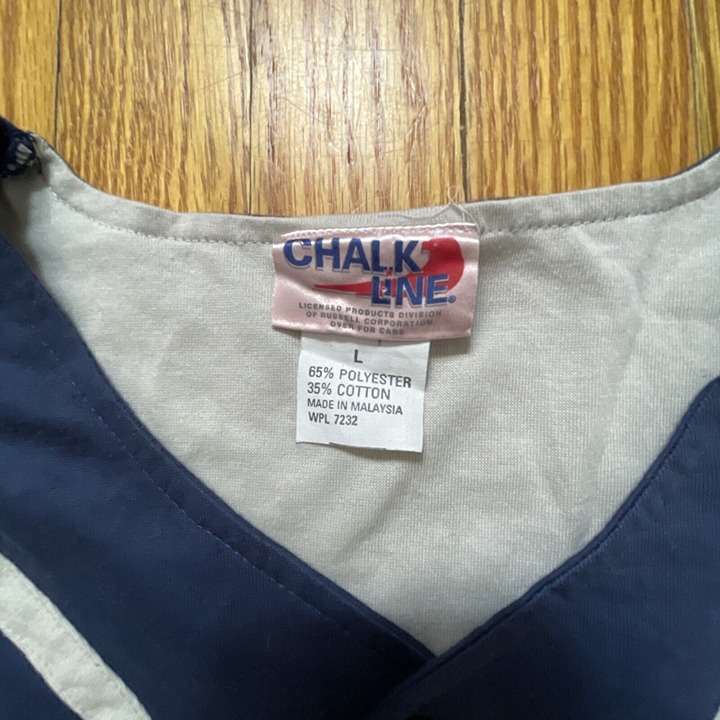 CHALK
LINE®
LICENSED PRODUCTS DIVISION
OF RUSSELL CORPORATION
OVER FOR CARE
L
65% POLYESTER
35% COTTON
MADE IN MALAYSIA
WPL 7232